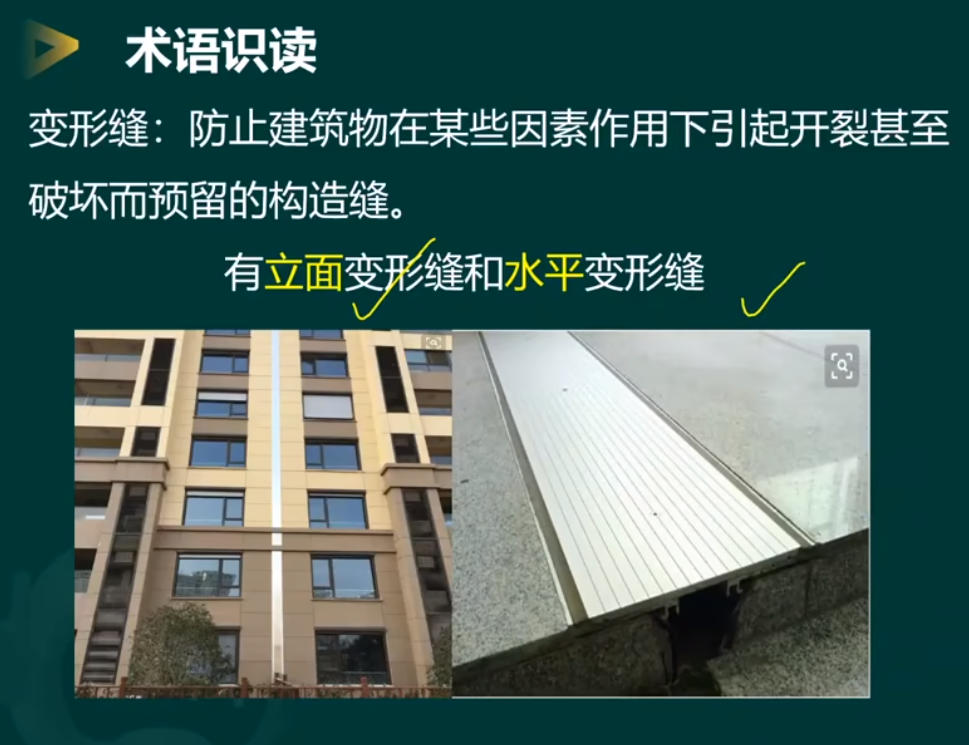 术语识读
变形缝：防止建筑物在某些因素作用下引起开裂甚至
破坏而预留的构造缝。
有立面变形缝和水平变形缝